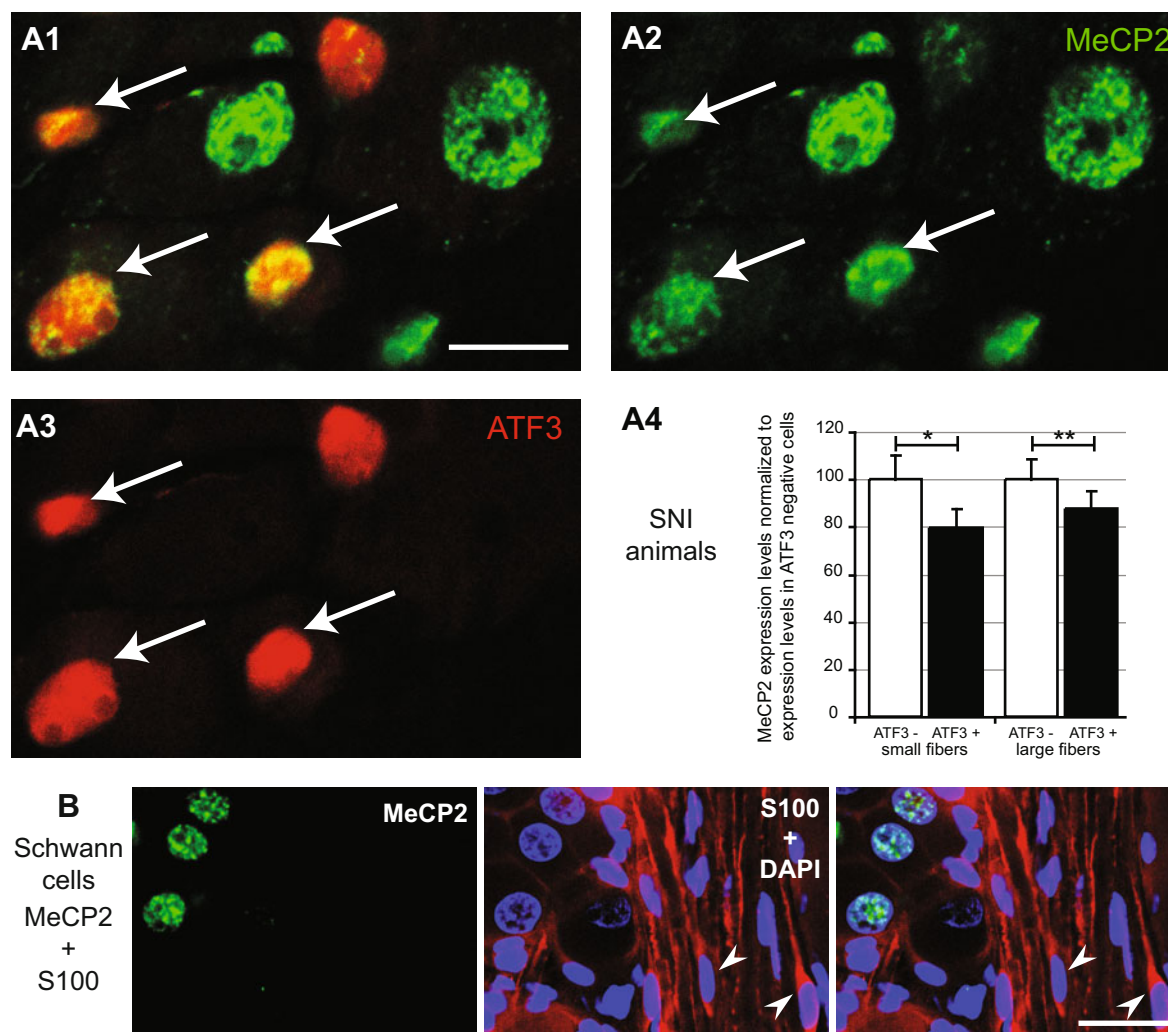 A1
A2
MeCP2
A3
ATF3
A4
SNI
animals
MeCP2 expression levels normalized to
expression levels in ATF3 negative cells
120
100
80
60
40
20
0
*
**
ATF3 - ATF3 + ATF3 - ATF3 +
small fibers large fibers
B
Schwann
cells
MeCP2
+
S100
MeCP2
S100
+
DAPI